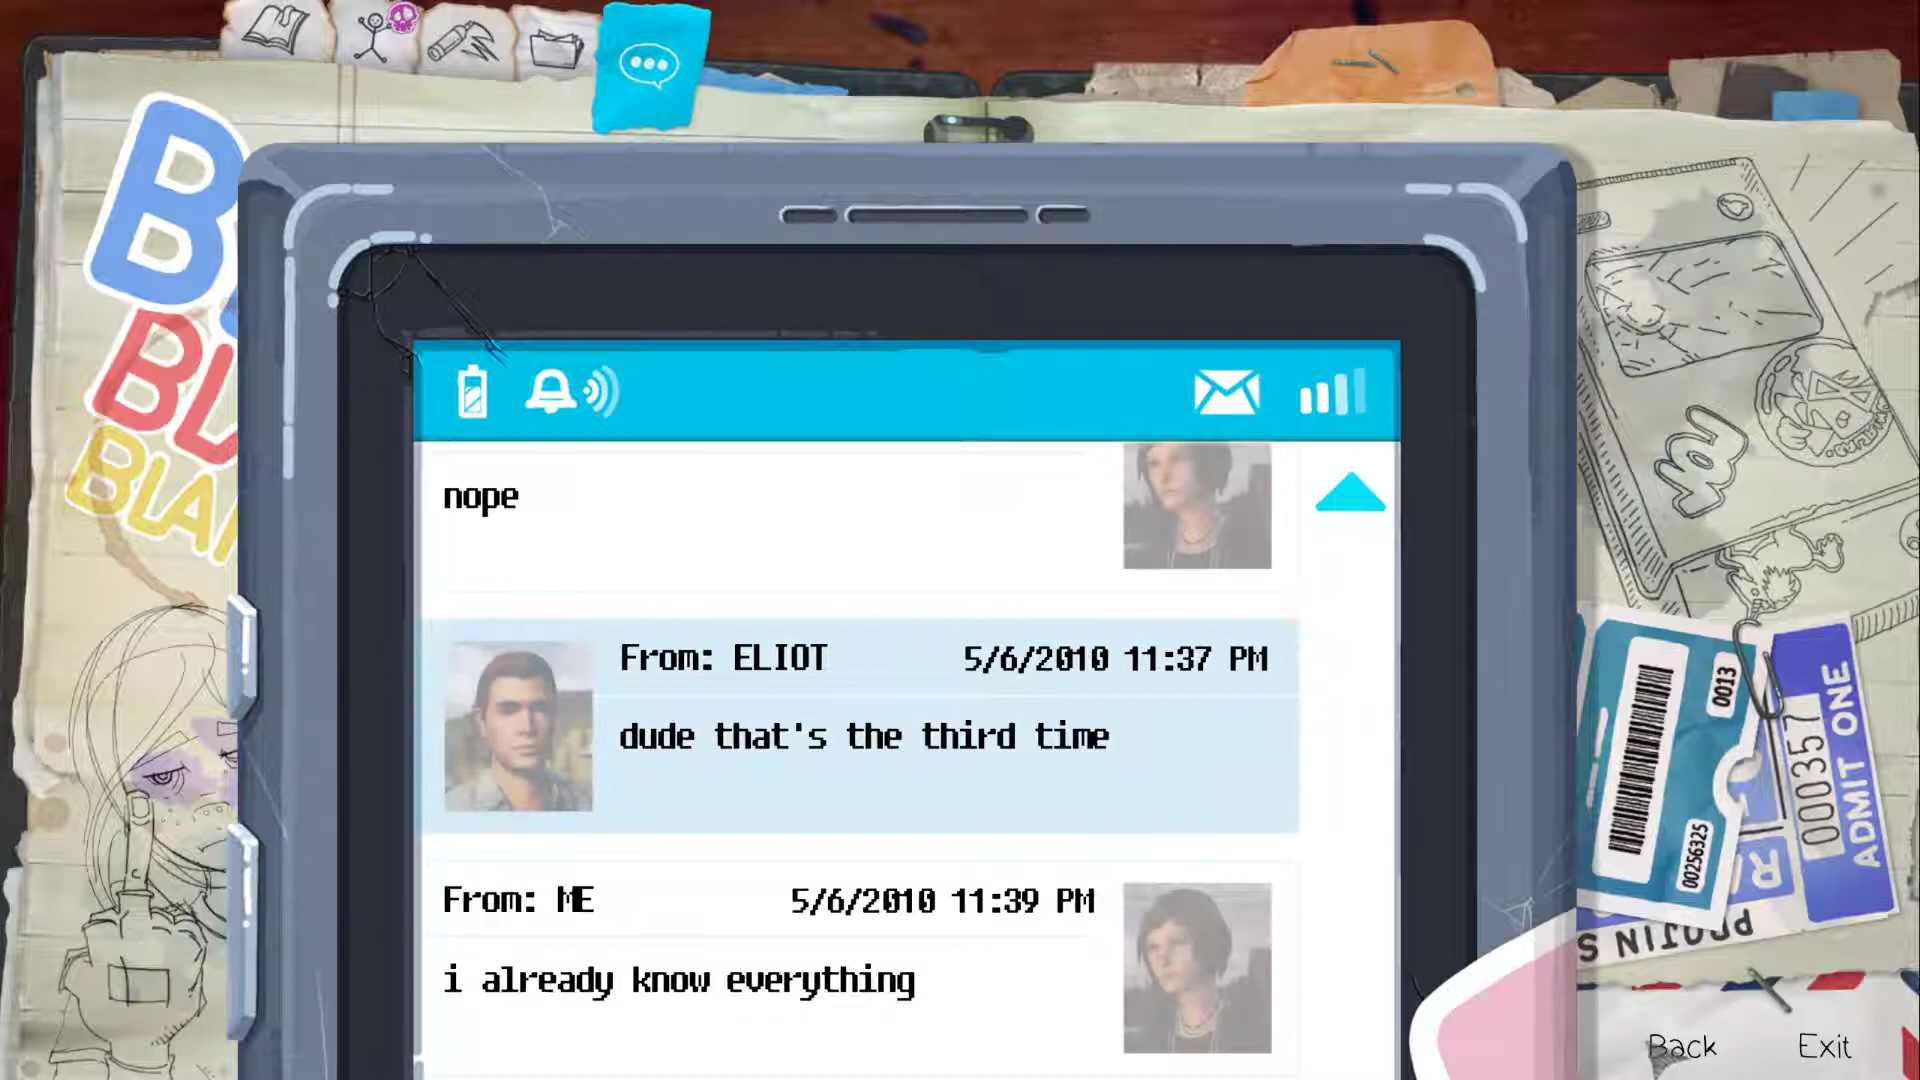 nope
From: ELIOT 5/6/2010 11:37 PM
dude that's the third time
From: ME 5/6/2010 11:39 PM
i already know everything
0013
00256325
000357
ADMIT ONE
Back
Exit